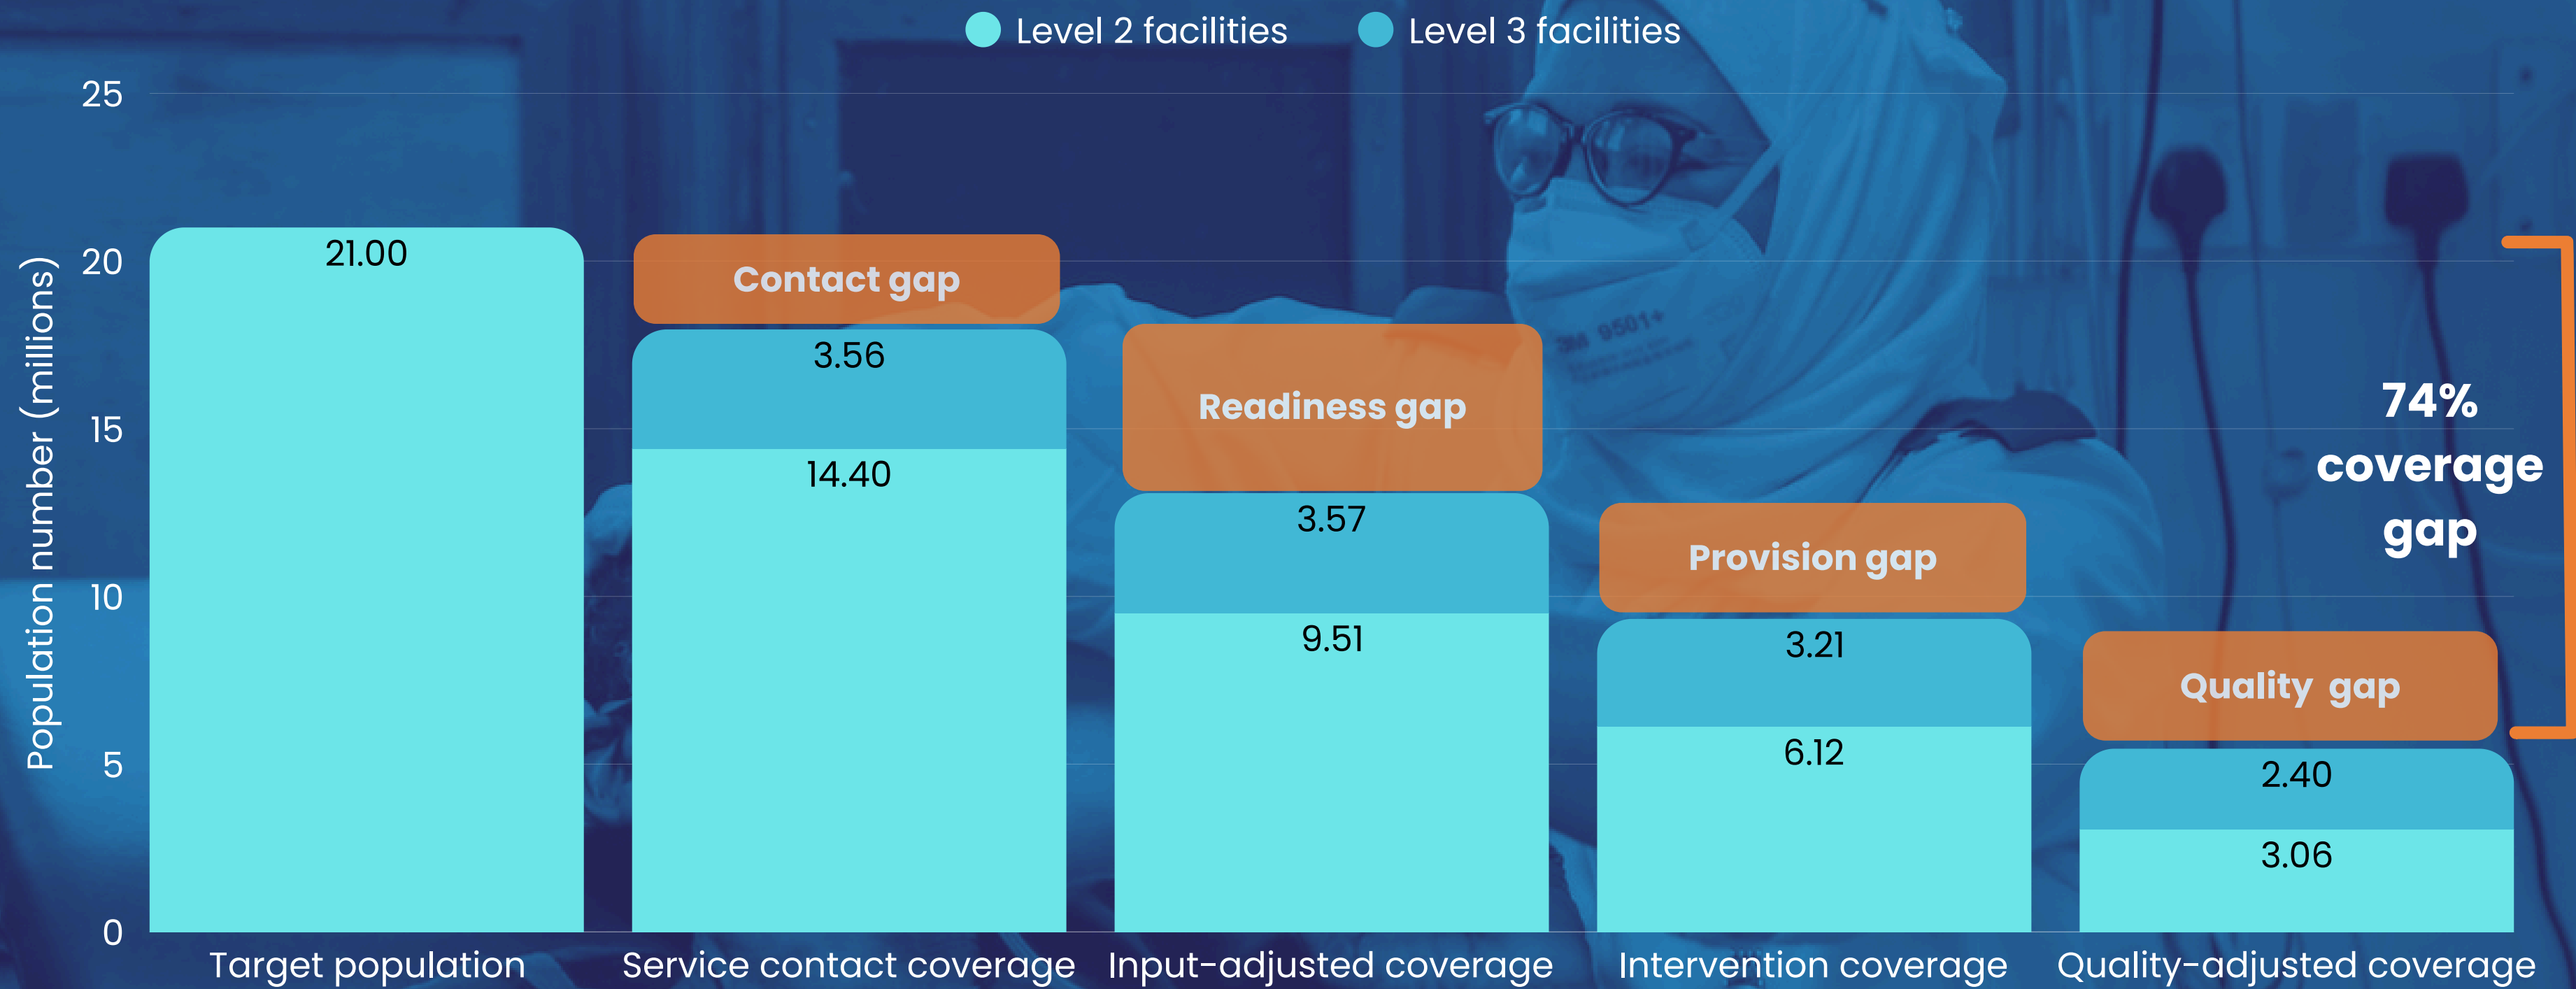 Level 2 facilities
Level 3 facilities
Population number (millions)
25
20
15
10
5
0
21.00
Contact gap
3.56
14.40
Readiness gap
3.57
9.51
Provision gap
3.21
6.12
74%
coverage
gap
Quality gap
2.40
3.06
3M 9501+
Target population
Service contact coverage
Input-adjusted coverage
Intervention coverage
Quality-adjusted coverage